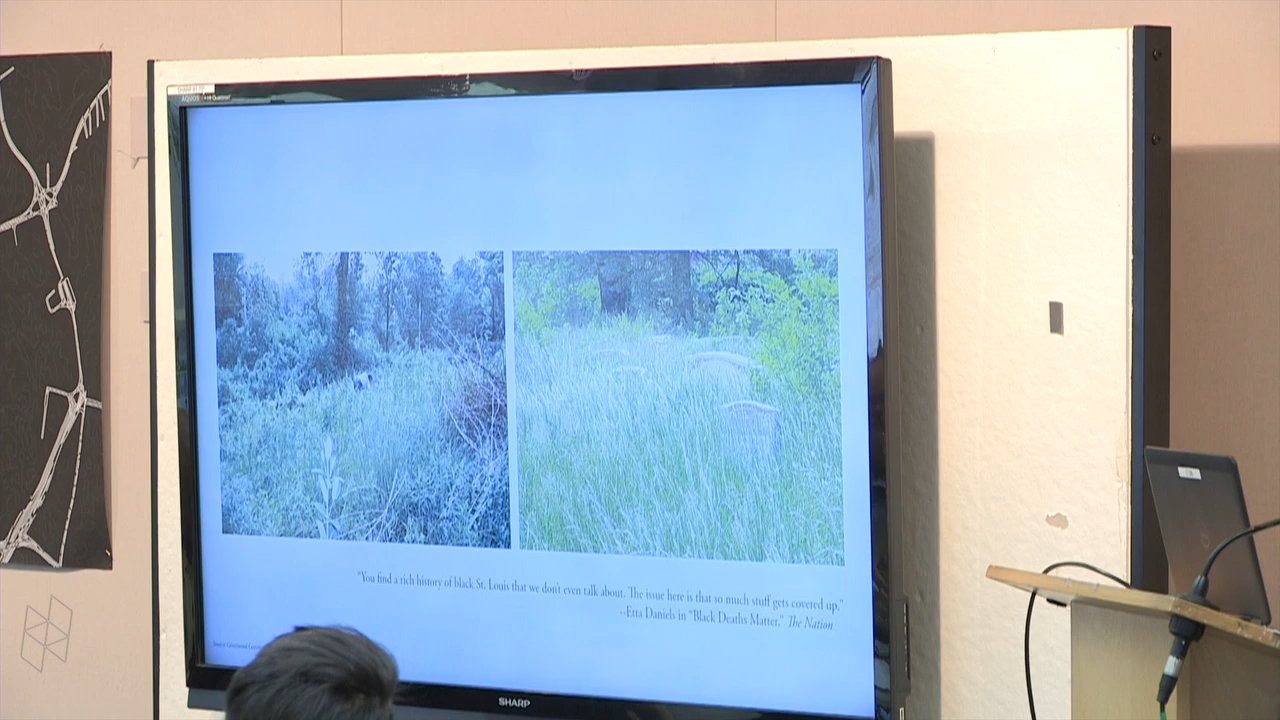 AQUOS
"You find a rich history of black St. Louis that we don't even talk about. The issue here is that so much stuff gets covered up."
--Etta Daniels in "Black Deaths Matter," The Nation
SHARP